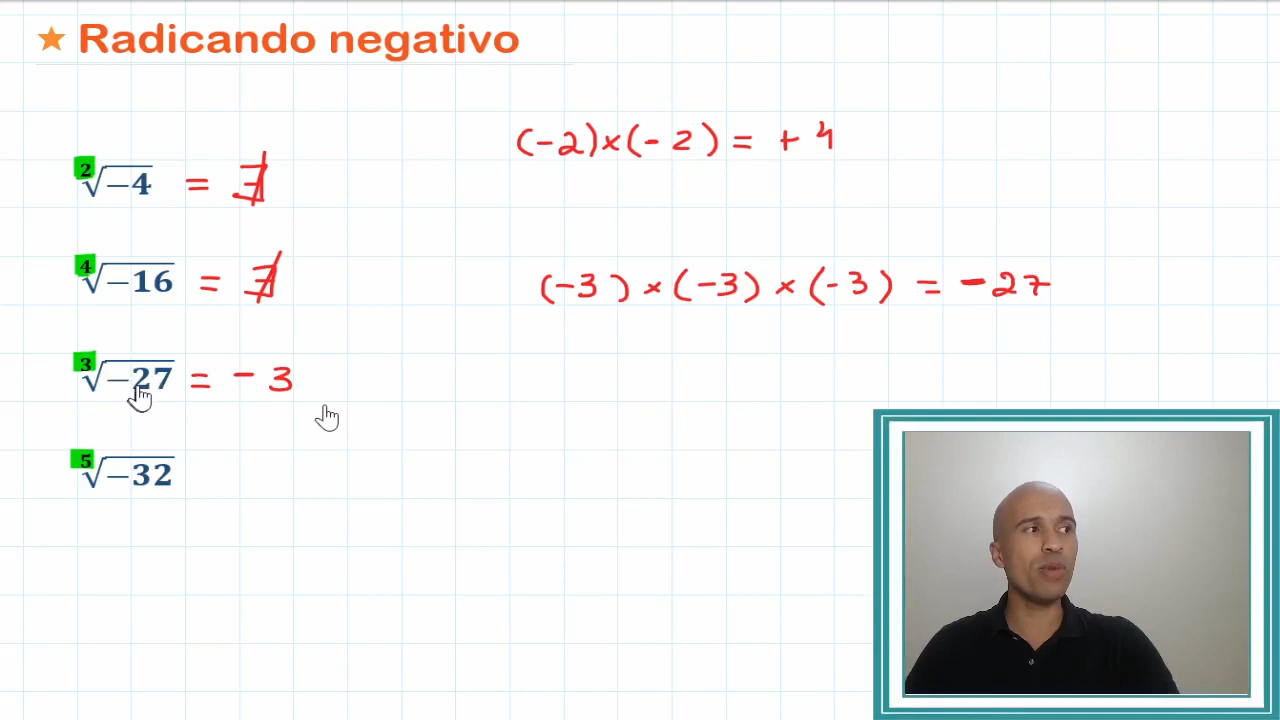 Radicando negativo
(-2)×(-2) = +4
²√-4 = ∄
⁴√-16 = ∄
(-3)×(-3)×(-3) = -27
³√-27 = -3
⁵√-32